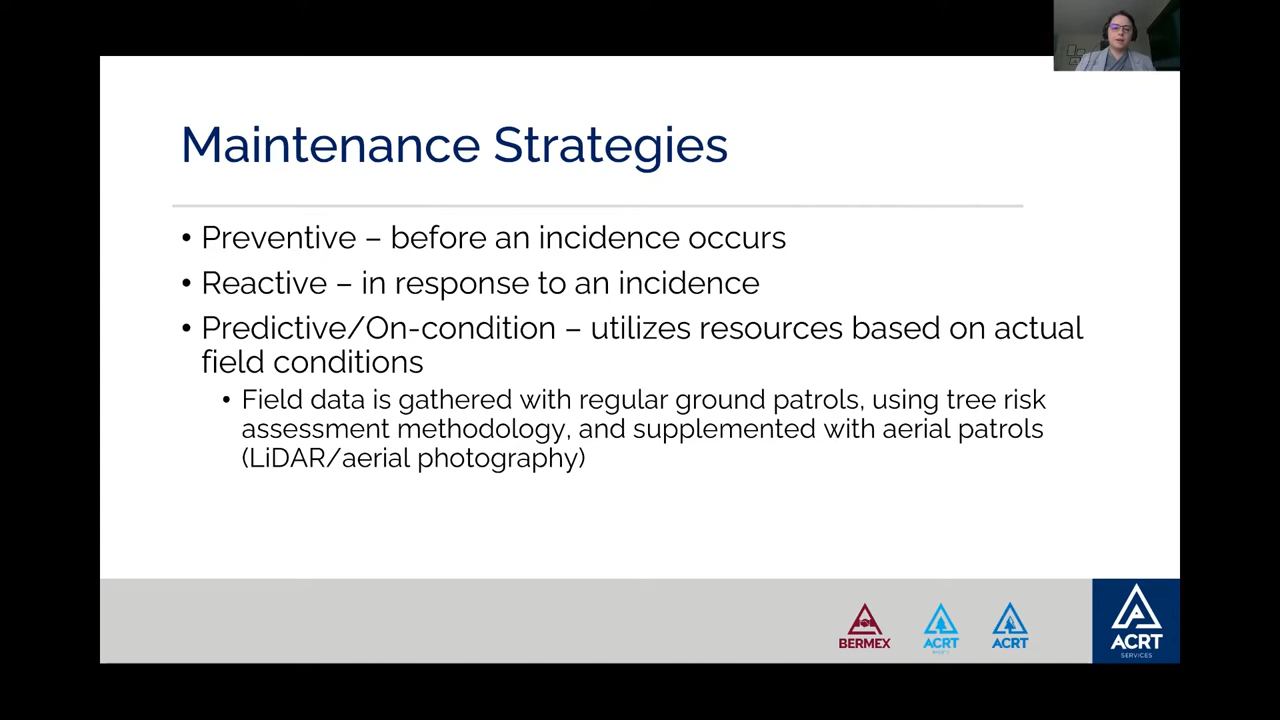 Maintenance Strategies
• Preventive – before an incidence occurs
• Reactive – in response to an incidence
• Predictive/On-condition – utilizes resources based on actual
field conditions
• Field data is gathered with regular ground patrols, using tree risk
assessment methodology, and supplemented with aerial patrols
(LiDAR/aerial photography)
BERMEX
ACRT
ACRT
ACRT
SERVICES